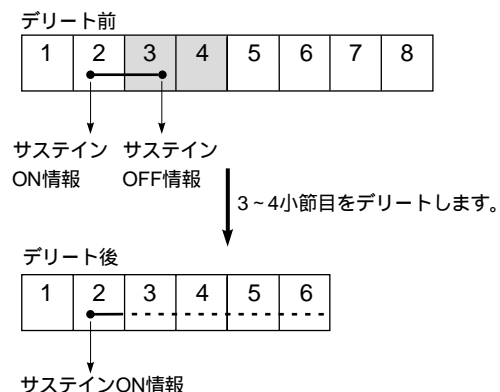 デリート前
1 2 3 4 5 6 7 8
サステイン サステイン
ON情報 OFF情報
3~4小節目をデリートします。
デリート後
1 2 3 4 5 6
サステインON情報